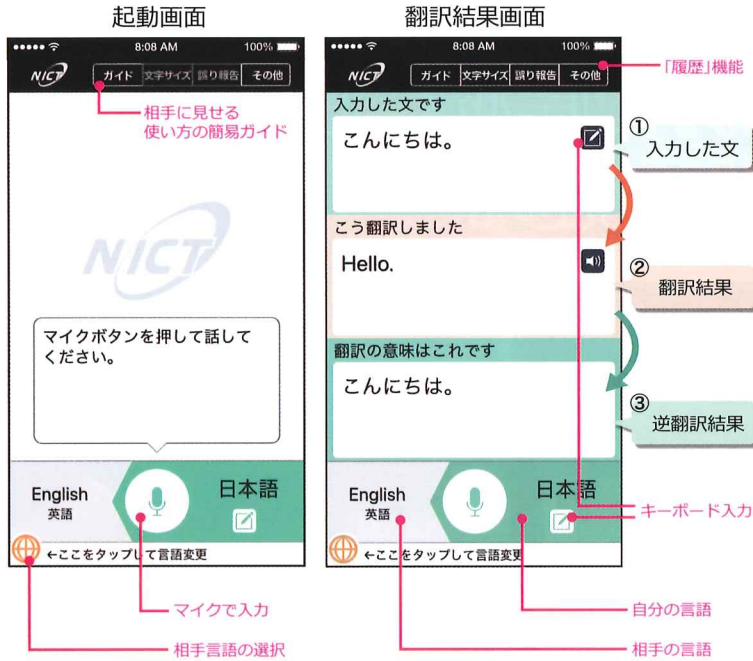 起動画面
8:08 AM
100%
NICT
ガイド
文字サイズ
誤り報告
その他
相手に見せる
使い方の簡易ガイド
NICT
マイクボタンを押して話して
ください。
English
英語
日本語
←ここをタップして言語変更
マイクで入力
相手言語の選択
翻訳結果画面
8:08 AM
100%
NICT
ガイド
文字サイズ
誤り報告
その他
「履歴」機能
入力した文です
こんにちは。
①
入力した文
こう翻訳しました
Hello.
②
翻訳結果
翻訳の意味はこれです
こんにちは。
③
逆翻訳結果
English
英語
日本語
キーボード入力
←ここをタップして言語変更
自分の言語
相手の言語